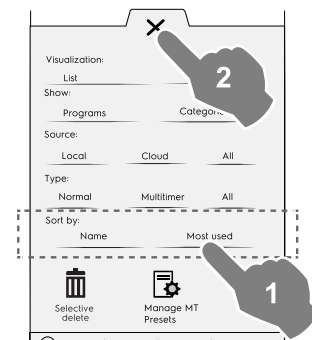 Visualization:
List
2
Show:
Programs
Source:
Local Cloud All
Type:
Normal Multitimer All
Sort by:
Name Most used
1
Selective
delete
Manage MT
Presets